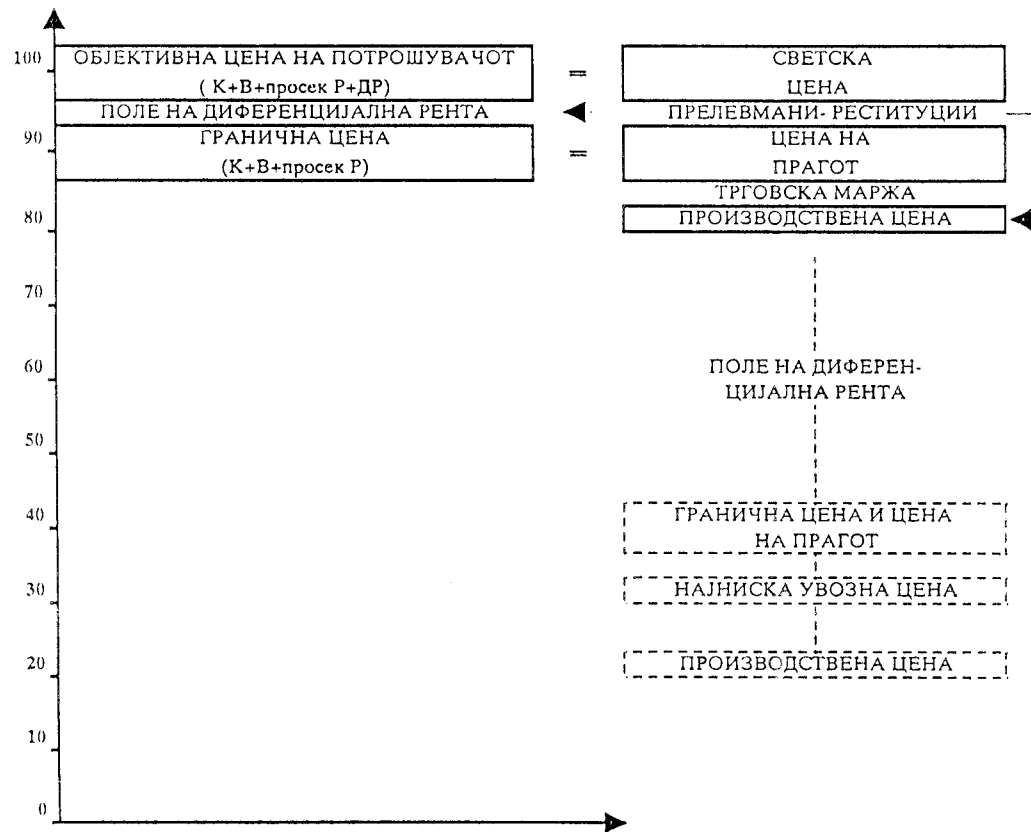 100
ОБЈЕКТИВНА ЦЕНА НА ПОТРОШУВАЧОТ
(К+В+просек Р+ДР)
=
СВЕТСКА
ЦЕНА
ПОЛЕ НА ДИФЕРЕНЦИЈАЛНА РЕНТА
ПРЕЛЕВМАНИ- РЕСТИТУЦИИ
90
ГРАНИЧНА ЦЕНА
(К+В+просек Р)
=
ЦЕНА НА
ПРАГОТ
ТРГОВСКА МАРЖА
80
ПРОИЗВОДСТВЕНА ЦЕНА
70
60
ПОЛЕ НА ДИФЕРЕН-
ЦИЈАЛНА РЕНТА
50
40
ГРАНИЧНА ЦЕНА И ЦЕНА
НА ПРАГОТ
30
НАЈНИСКА УВОЗНА ЦЕНА
20
ПРОИЗВОДСТВЕНА ЦЕНА
10
0